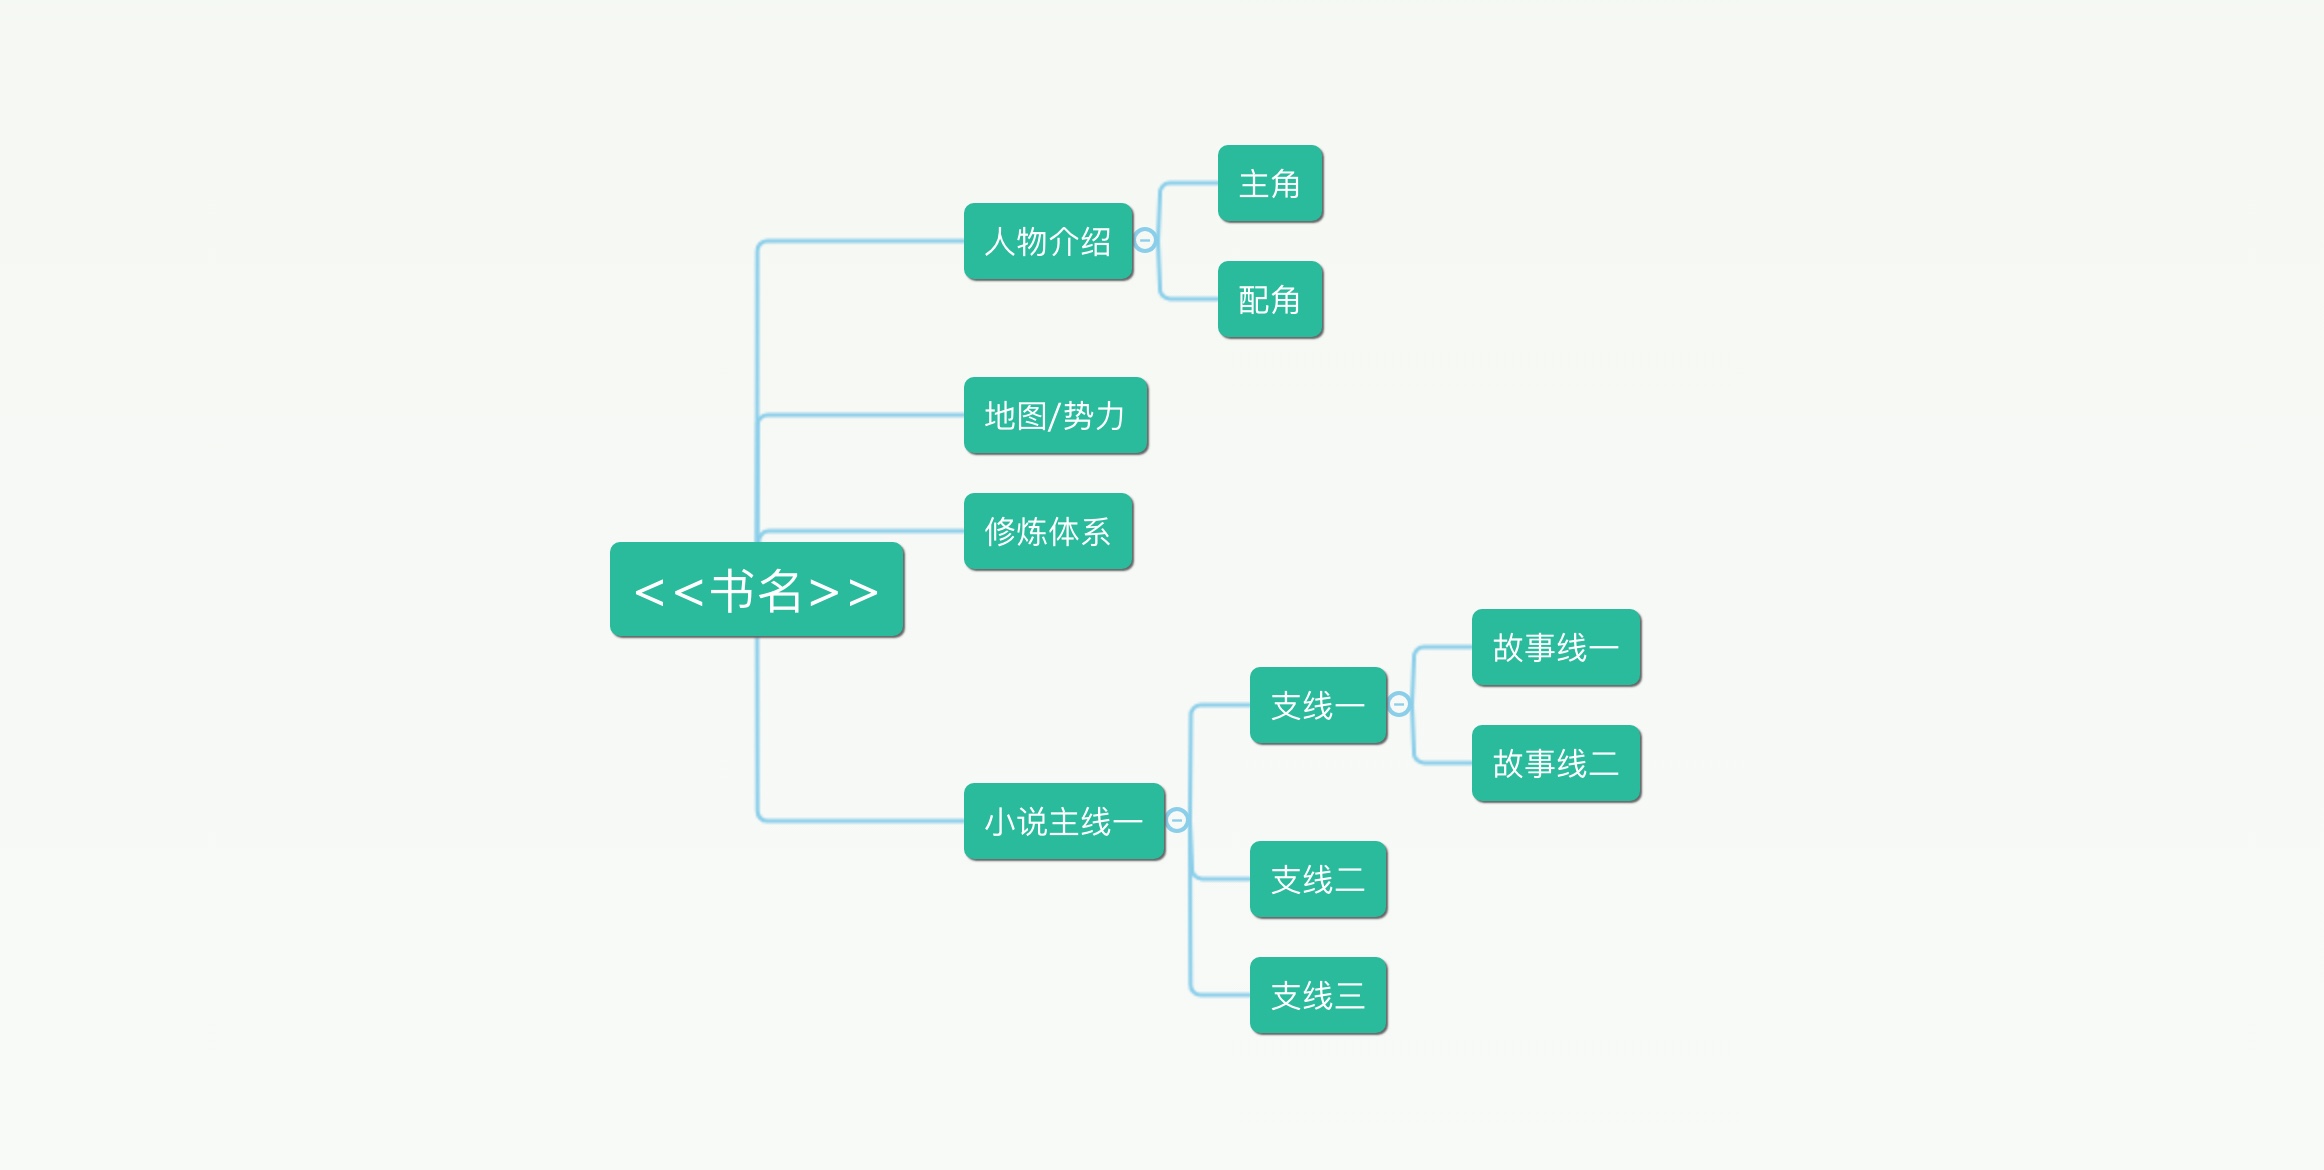 <<书名>>
人物介绍
主角
配角
地图/势力
修炼体系
小说主线一
支线一
故事线一
故事线二
支线二
支线三